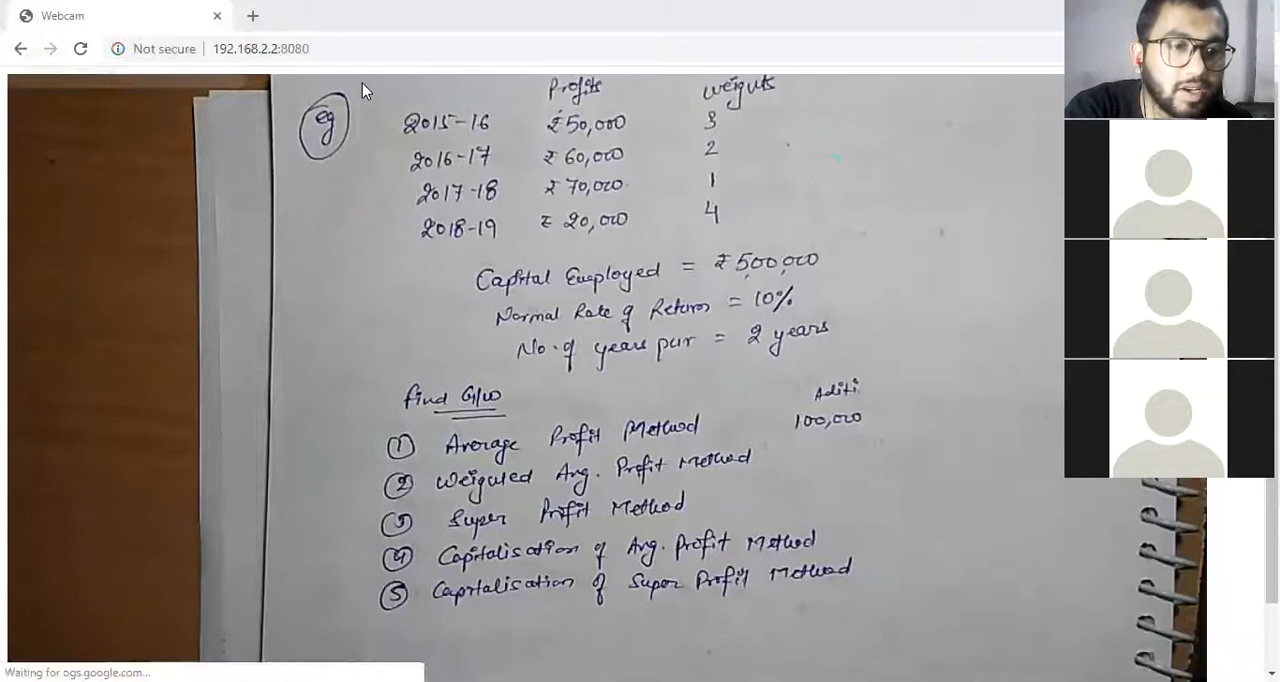 Webcam
Not secure 192.168.2.2:8080
Profits weights
eg 2015-16 ₹50,000 3
2016-17 ₹60,000 2
2017-18 ₹70,000 1
2018-19 ₹20,000 4
Capital Employed = ₹500,000
Normal Rate of Return = 10%
No. of years pur = 2 years
find G/W
Aditi
① Average Profit Method 100,000
② Weighted Avg. Profit Method
③ Super Profit Method
④ Capitalisation of Avg. Profit Method
⑤ Capitalisation of Super Profit Method
Waiting for ogs.google.com...